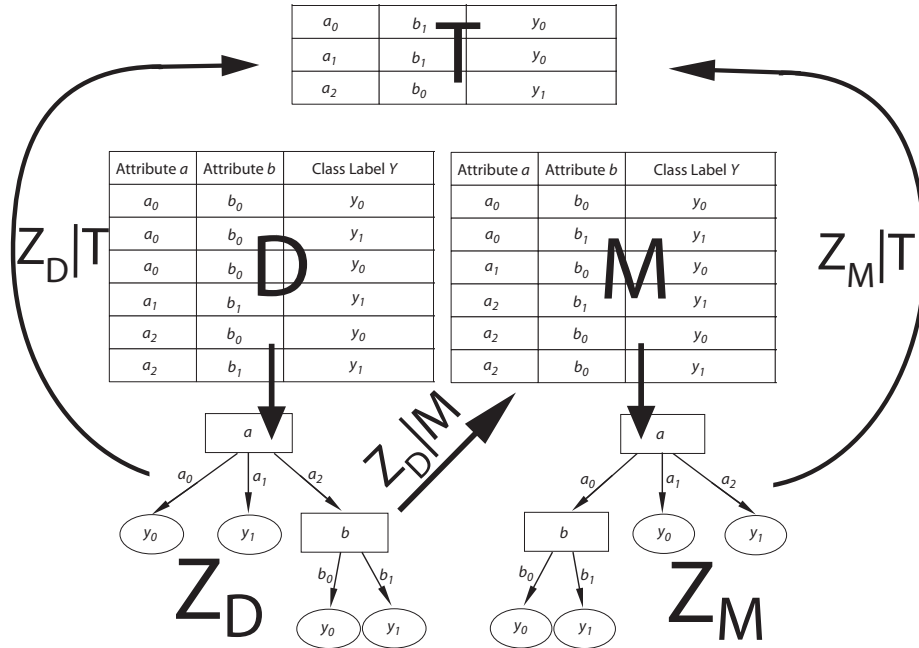 a0 b1 y0
T
a1 b1 y0
a2 b0 y1
Attribute a Attribute b Class Label Y
a0 b0 y0
a0 b0 y1
a0 b0 y0
a1 b1 y1
a2 b0 y0
a2 b1 y1
D
Attribute a Attribute b Class Label Y
a0 b0 y0
a0 b1 y1
a1 b0 y0
a2 b1 y1
a2 b0 y0
a2 b0 y1
M
ZD|T
ZM|T
ZD|M
a
a0 a1 a2
y0 y1 b
b0 b1
y0 y1
ZD
a
a0 a1 a2
b y0 y1
b0 b1
y0 y1
ZM